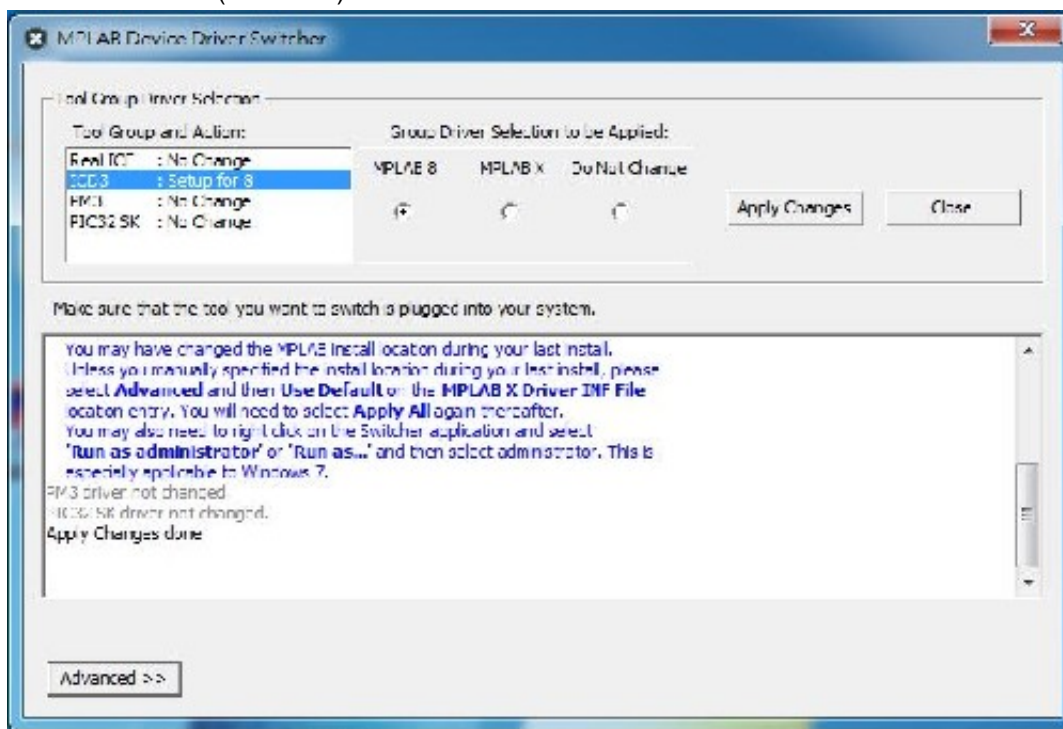 MPLAB Device Driver Switcher
Tool Group Driver Selection
Tool Group and Action:
Group Driver Selection to be Applied:
Real ICE : No Change
ICD3 : Setup for 8
PM3 : No Change
PIC32 SK : No Change
MPLAB 8 MPLAB X Do Not Change
Apply Changes Close
Make sure that the tool you want to switch is plugged into your system.
You may have changed the MPLAB install location during your last install.
Unless you manually specified the install location during your last install, please
select Advanced and then Use Default on the MPLAB X Driver INF File
location entry. You will need to select Apply All again thereafter.
You may also need to right click on the Switcher application and select
'Run as administrator' or 'Run as...' and then select administrator. This is
especially applicable to Windows 7.
PM3 driver not changed
PIC32 SK driver not changed.
Apply Changes done
Advanced >>